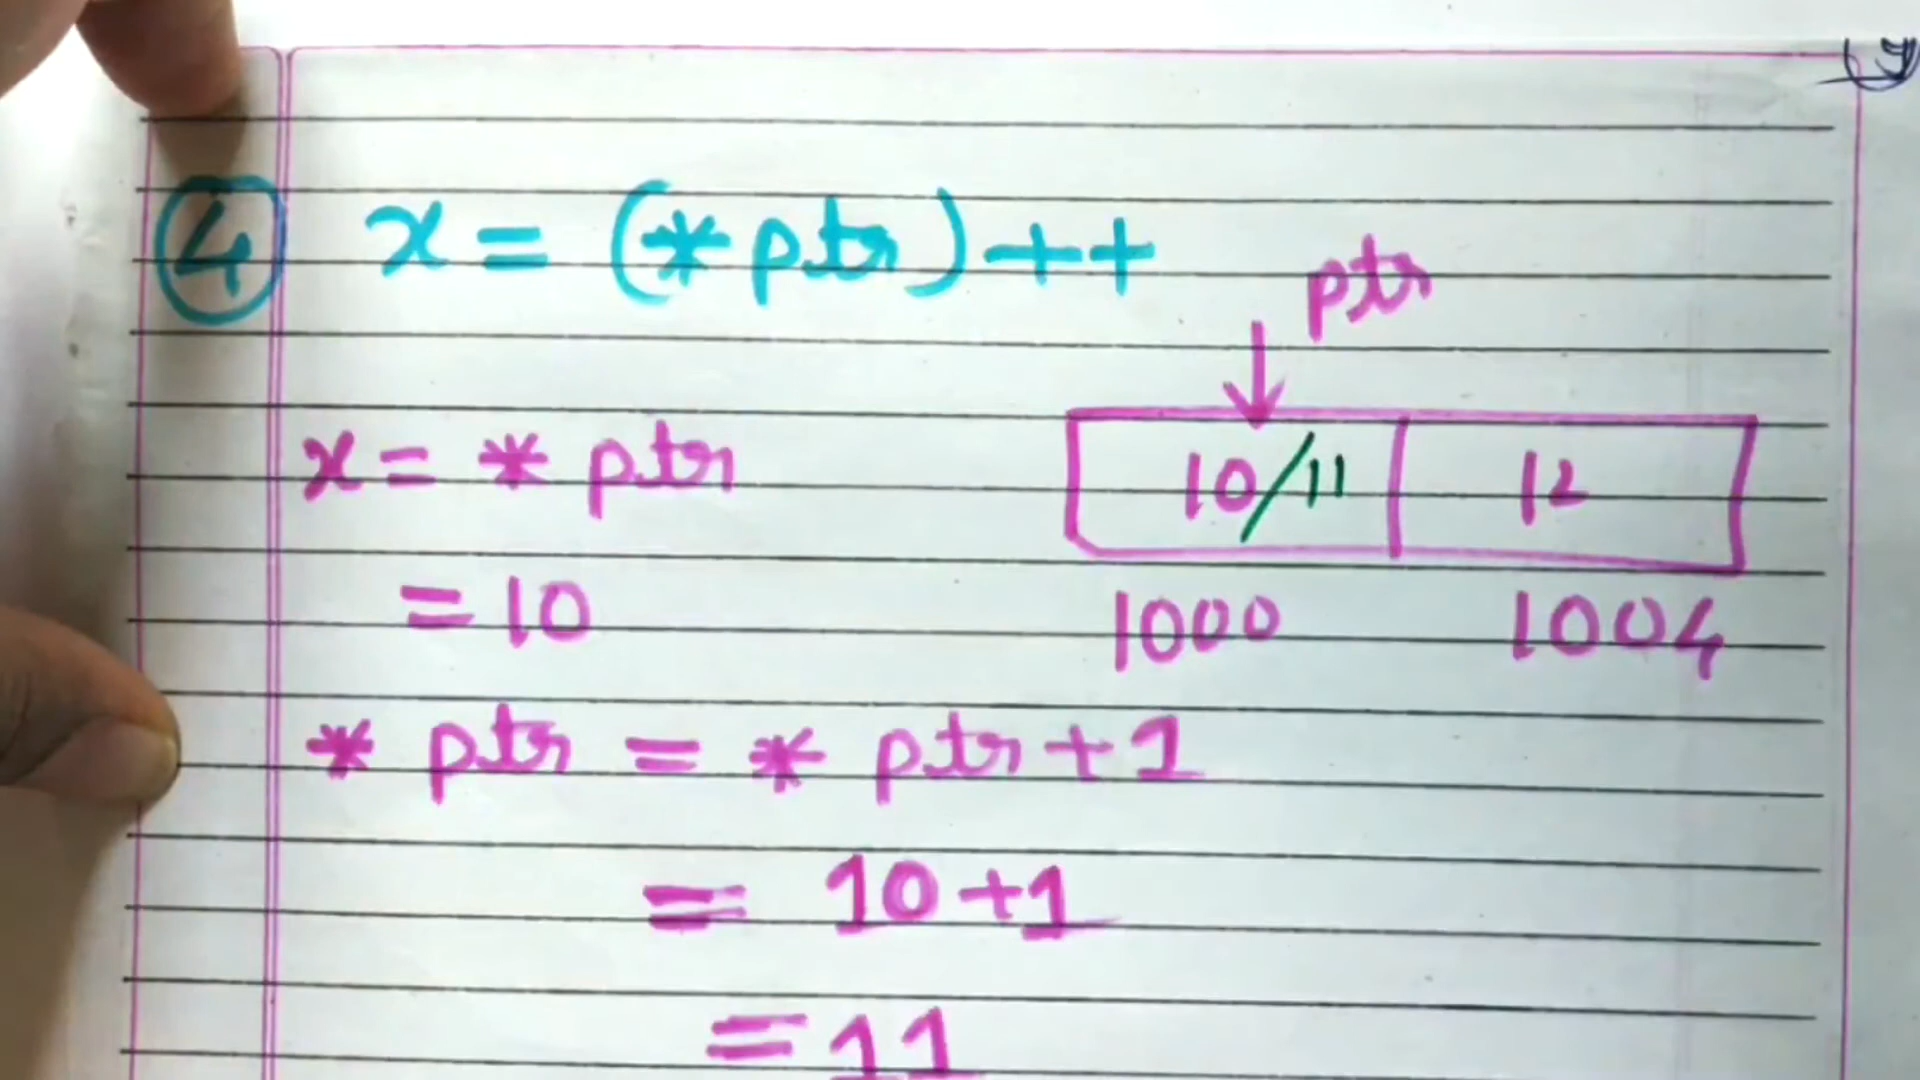 ④ x = (*ptr)++
ptr
x = * ptr
10/11 12
= 10
1000 1004
* ptr = * ptr + 1
= 10 + 1
= 11